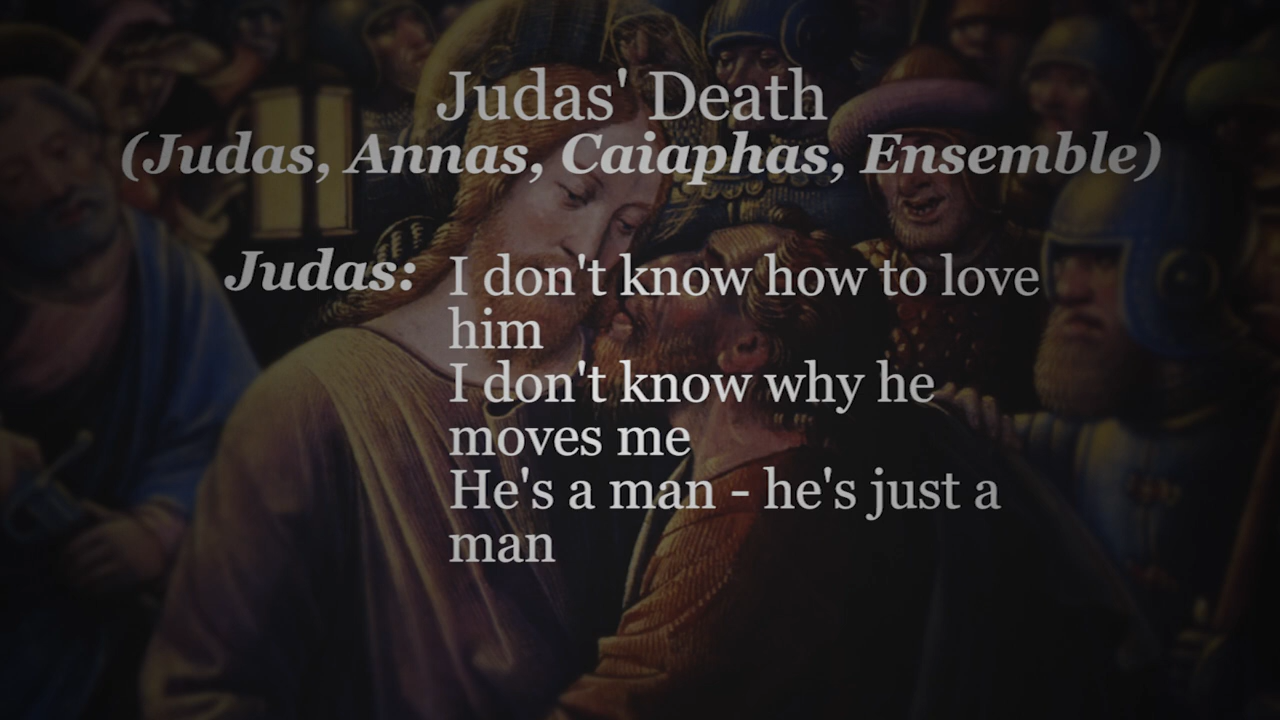 Judas' Death
(Judas, Annas, Caiaphas, Ensemble)
Judas: I don't know how to love
him
I don't know why he
moves me
He's a man - he's just a
man